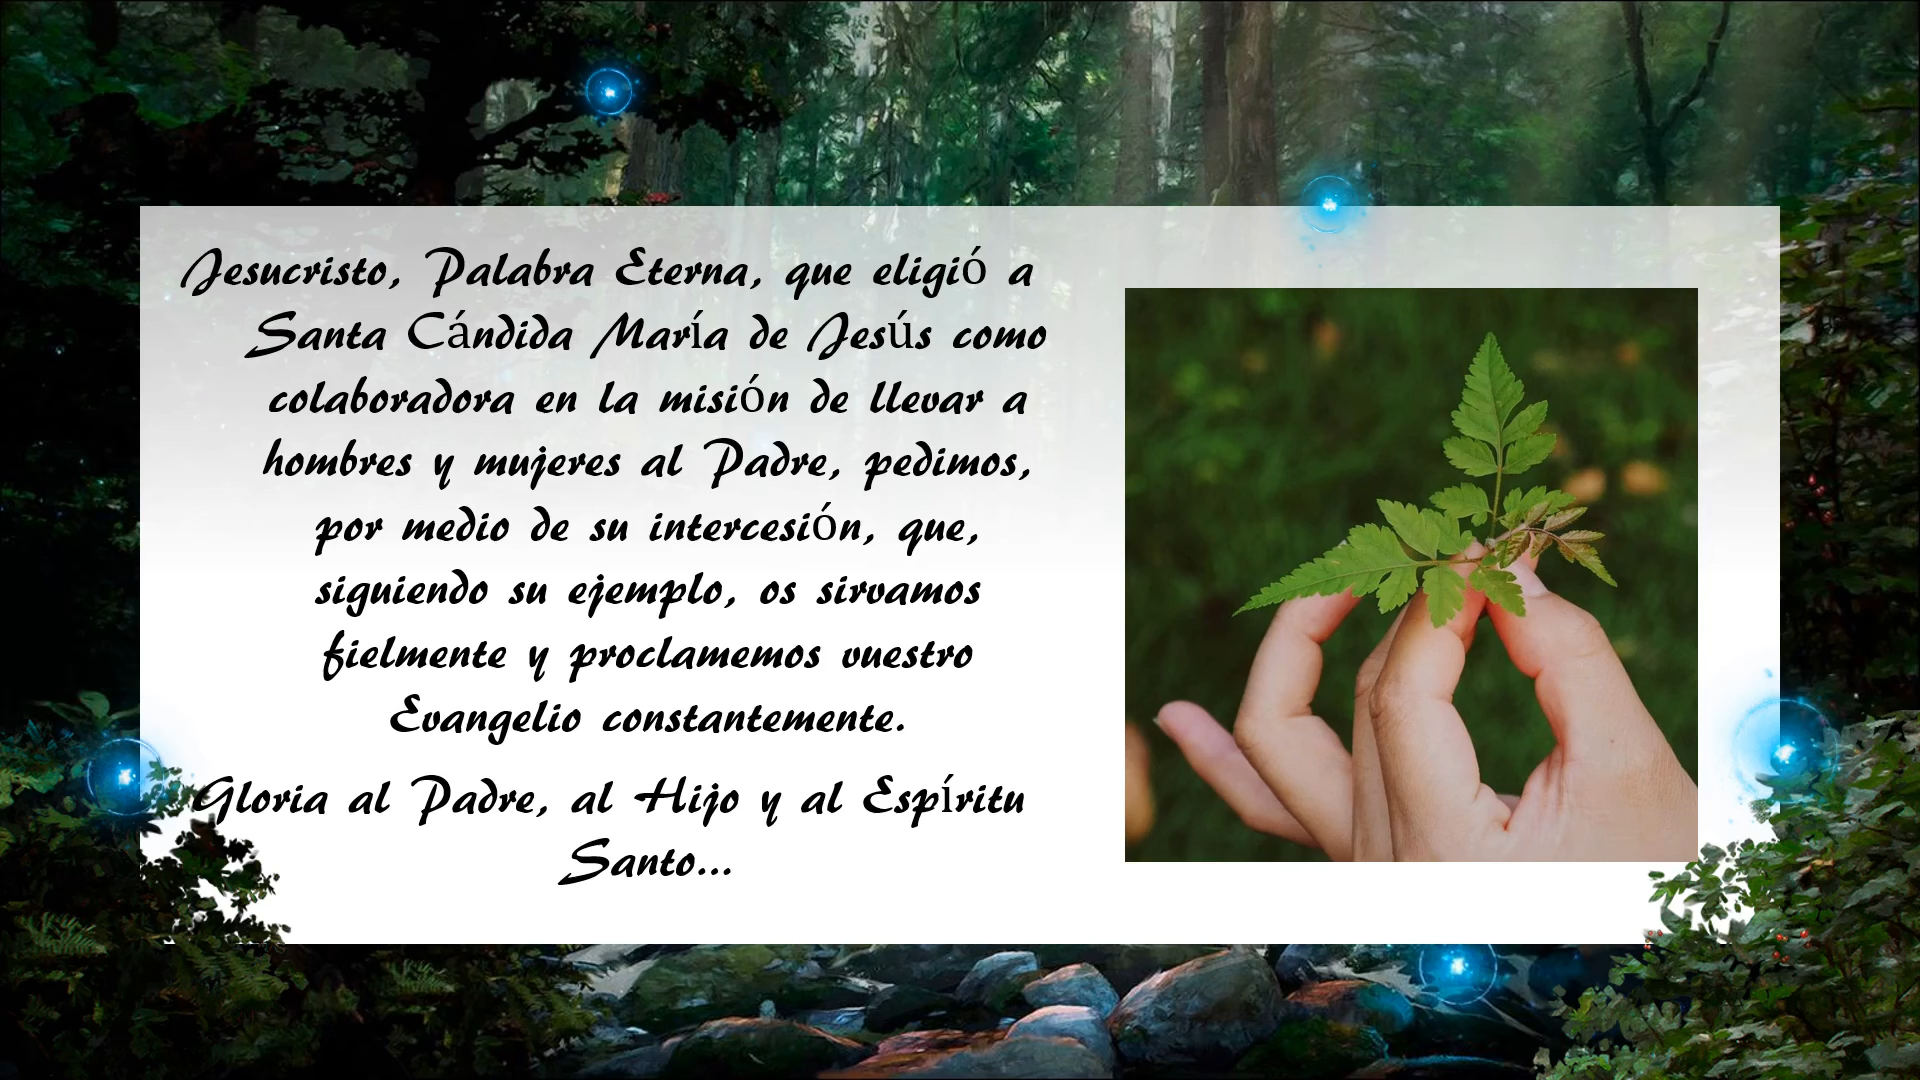 Jesucristo, Palabra Eterna, que eligió a
Santa Cándida María de Jesús como
colaboradora en la misión de llevar a
hombres y mujeres al Padre, pedimos,
por medio de su intercesión, que,
siguiendo su ejemplo, os sirvamos
fielmente y proclamemos vuestro
Evangelio constantemente.
Gloria al Padre, al Hijo y al Espíritu
Santo...